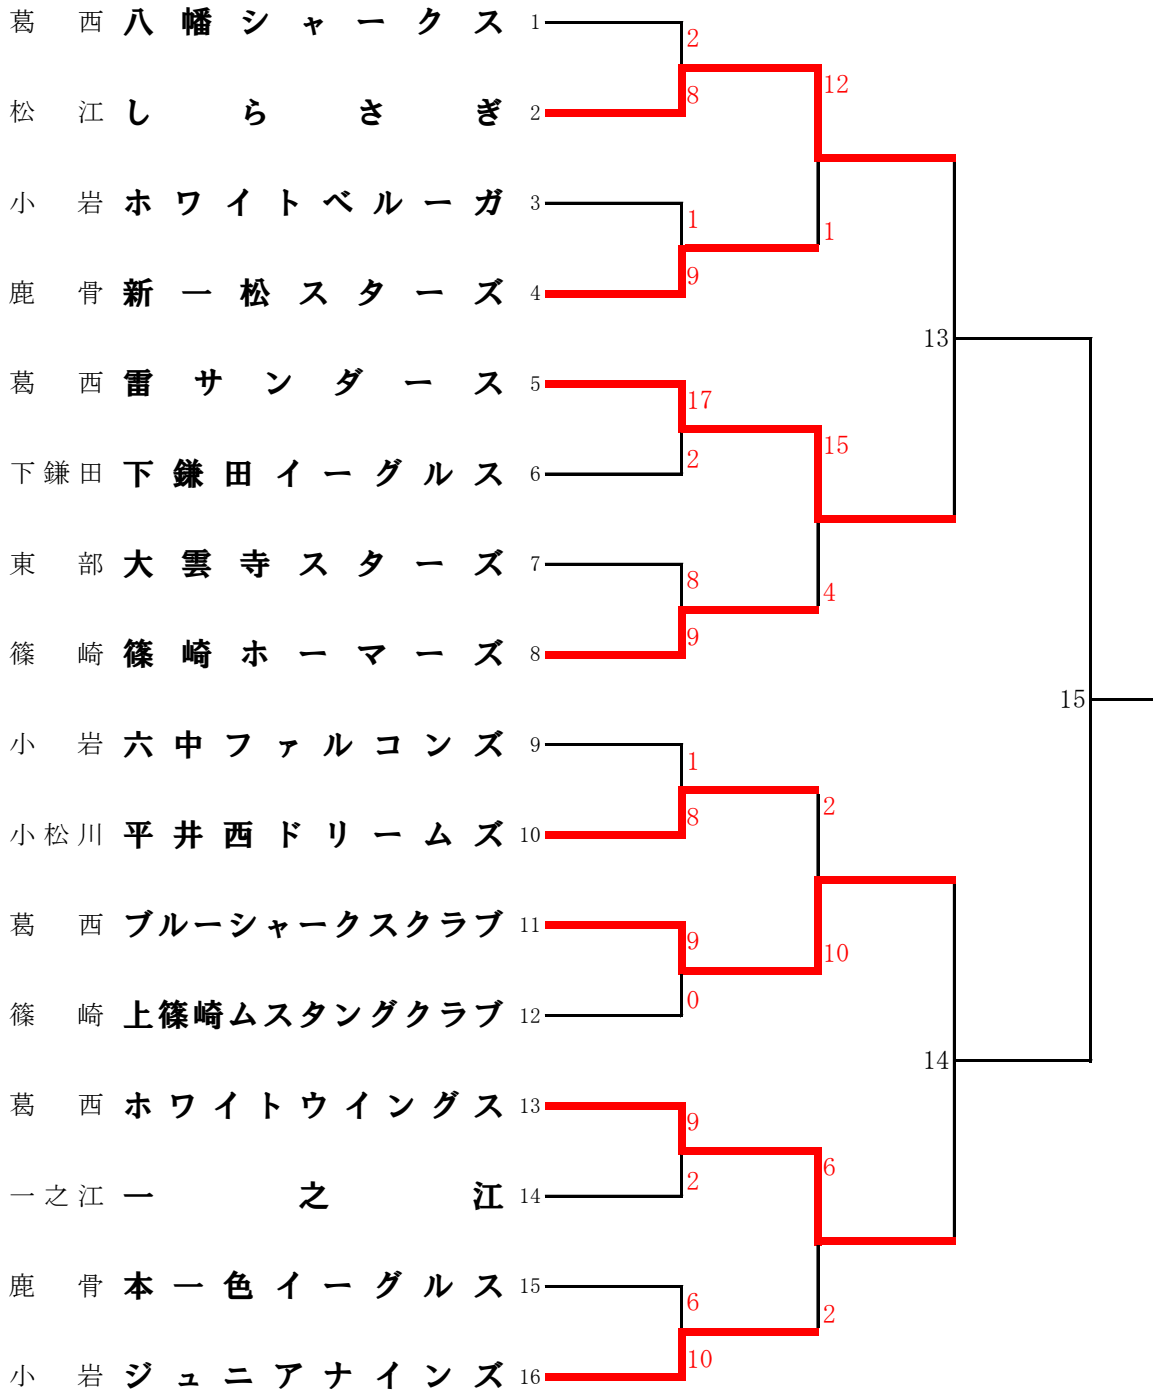 葛西 八幡シャークス 1
2
12
8
松江 しらさぎ 2
小岩 ホワイトベルーガ 3
1
1
9
鹿骨 新一松スターズ 4
13
葛西 雷サンダース 5
17
15
2
下鎌田 下鎌田イーグルス 6
東部 大雲寺スターズ 7
8
4
9
篠崎 篠崎ホーマーズ 8
15
小岩 六中ファルコンズ 9
1
2
8
小松川 平井西ドリームズ 10
葛西 ブルーシャークスクラブ 11
9
10
0
篠崎 上篠崎ムスタングクラブ 12
14
葛西 ホワイトウイングス 13
9
6
2
一之江 一之江 14
鹿骨 本一色イーグルス 15
6
2
10
小岩 ジュニアナインズ 16